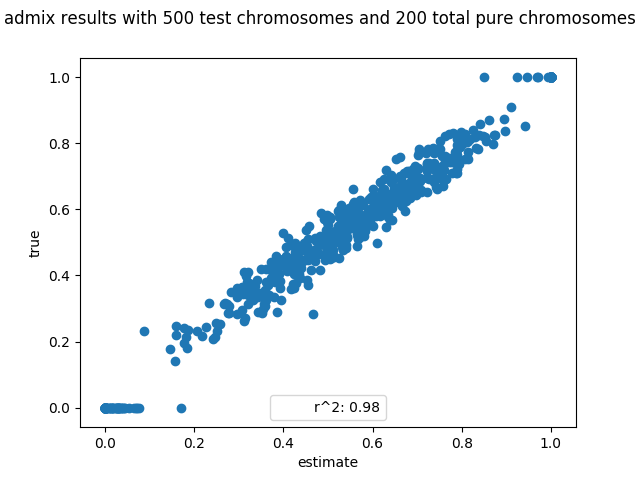 admix results with 500 test chromosomes and 200 total pure chromosomes
1.0
0.8
0.6
0.4
0.2
0.0
true
r^2: 0.98
0.0 0.2 0.4 0.6 0.8 1.0
estimate